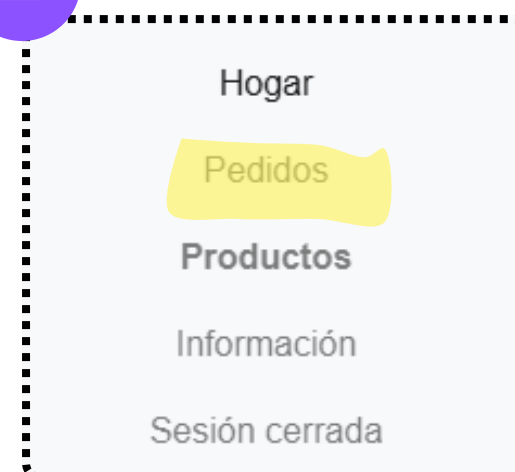 Hogar
Pedidos
Productos
Información
Sesión cerrada